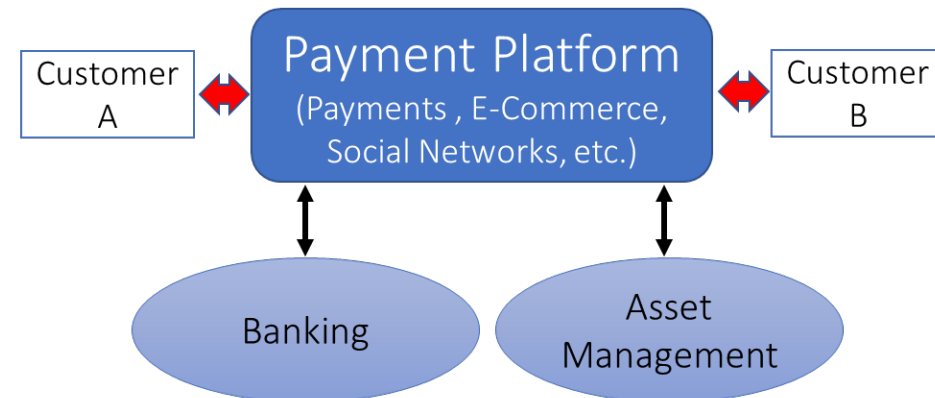 Payment Platform
(Payments , E-Commerce,
Social Networks, etc.)
Customer
A
Customer
B
Banking
Asset
Management